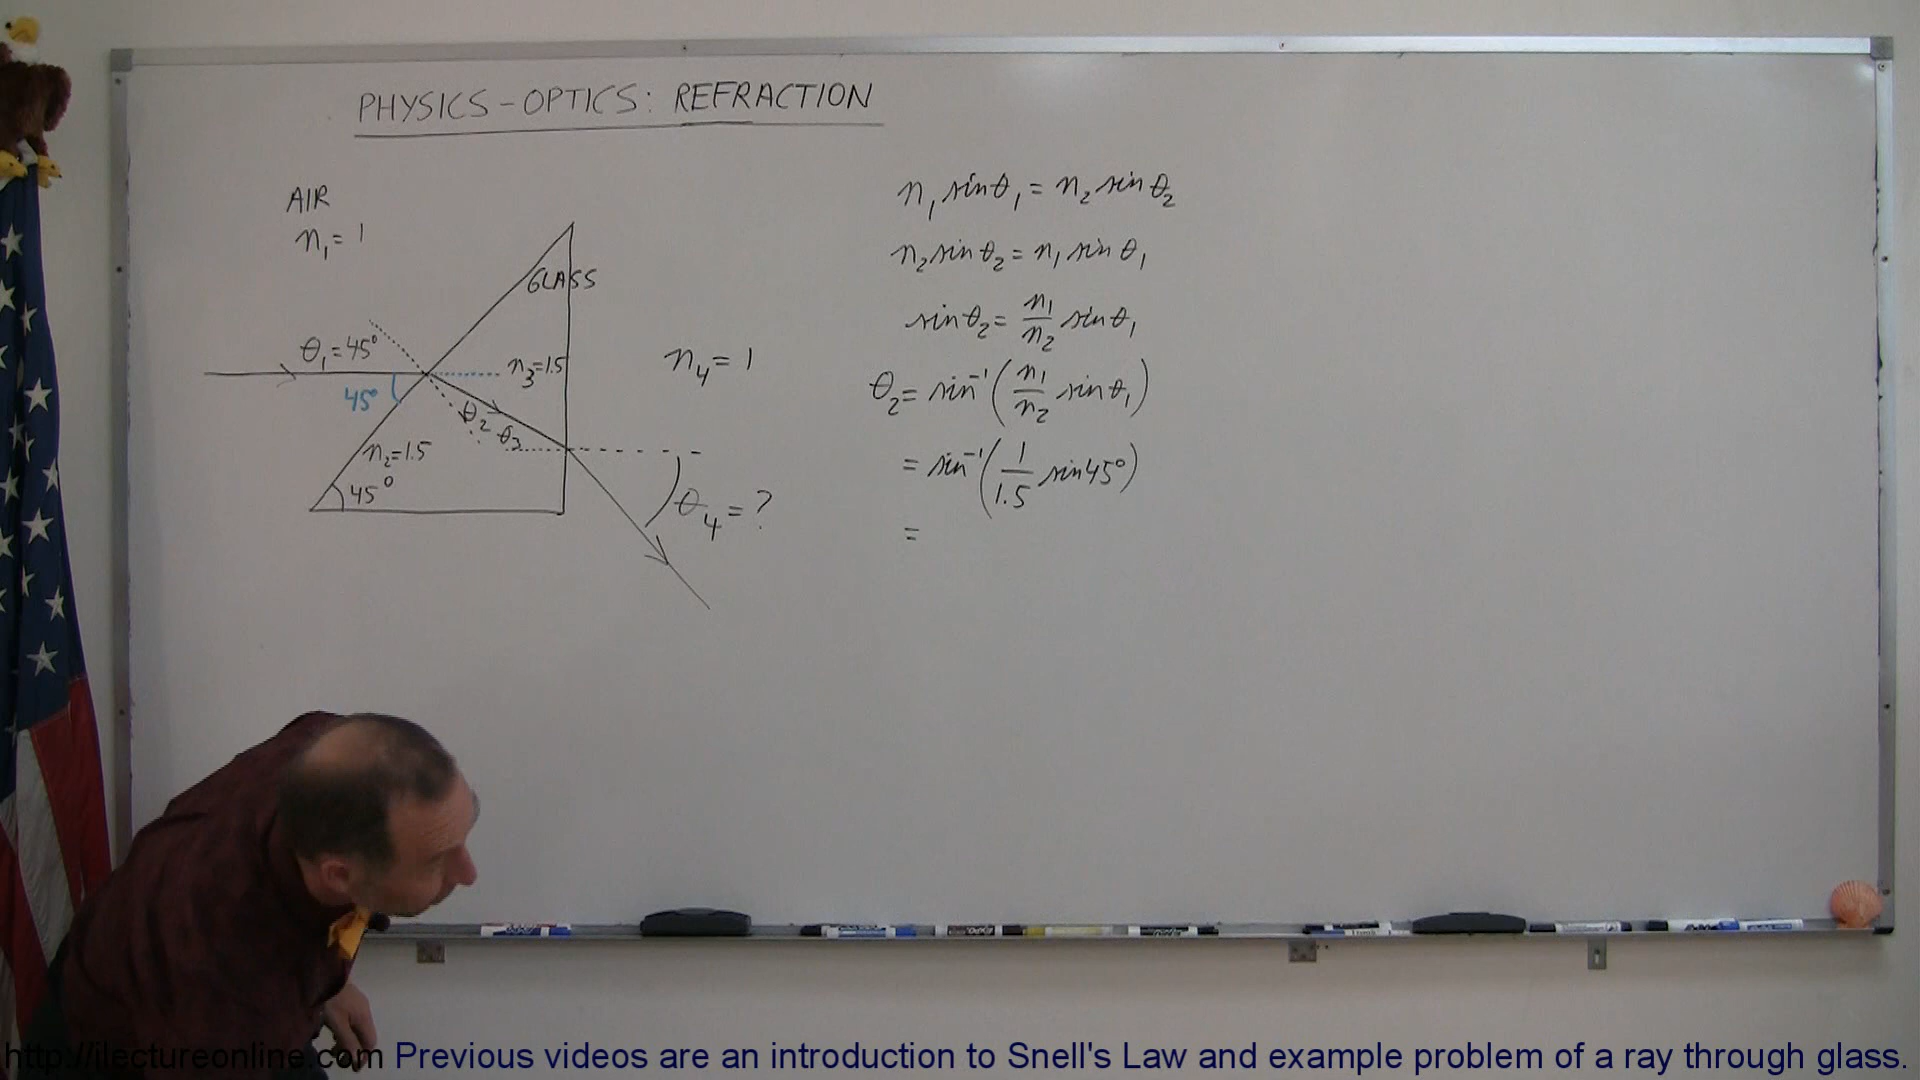 PHYSICS - OPTICS: REFRACTION
AIR
n₁ = 1
GLASS
θ₁ = 45°
45°
n₃ = 1.5
n₄ = 1
θ₂
θ₃
n₂ = 1.5
45°
θ₄ = ?
n₁ sin θ₁ = n₂ sin θ₂
n₂ sin θ₂ = n₁ sin θ₁
sin θ₂ = n₁/n₂ sin θ₁
θ₂ = sin⁻¹ (n₁/n₂ sin θ₁)
= sin⁻¹ (1/1.5 sin 45°)
=
http://ilectureonline.com Previous videos are an introduction to Snell's Law and example problem of a ray through glass.